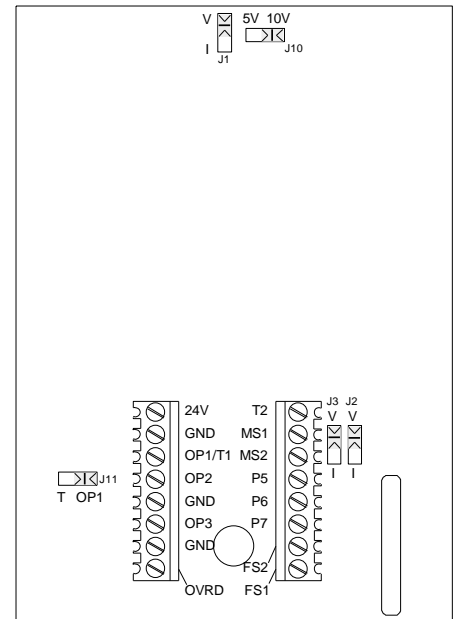 V 5V 10V
I J1 J10
J3 J2
24V T2 V V
GND MS1
OP1/T1 MS2
J11 OP2 P5 I I
T OP1 GND P6
OP3 P7
GND
FS2
OVRD FS1